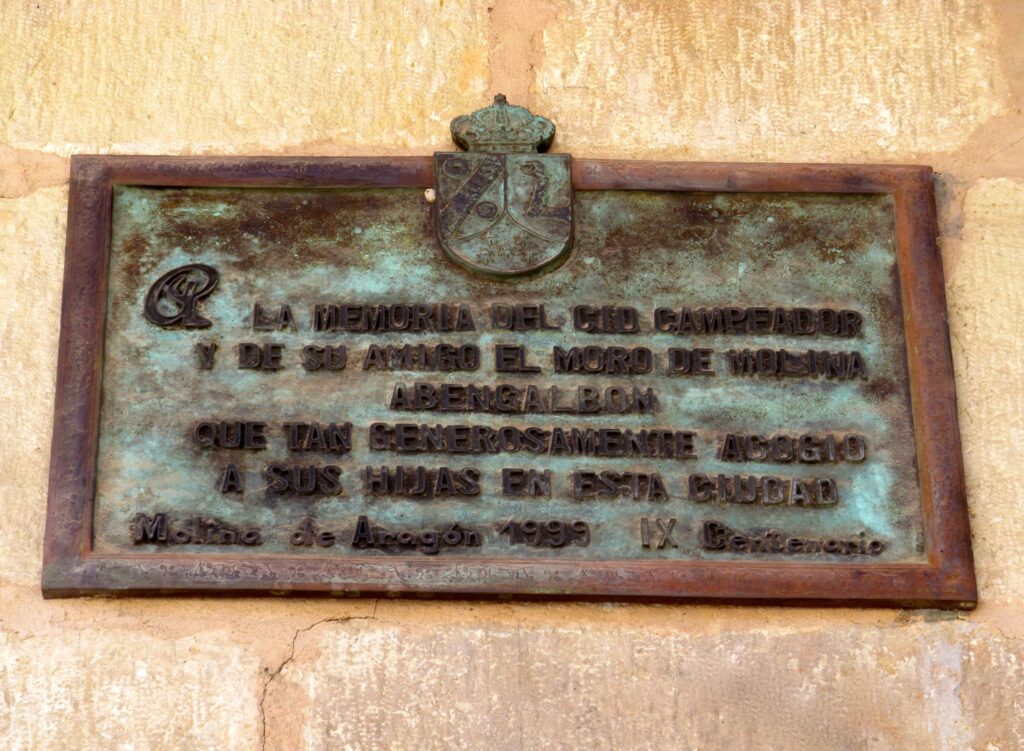 A LA MEMORIA DEL CID CAMPEADOR
Y DE SU AMIGO EL MORO DE MOLINA
ABENGALBON
QUE TAN GENEROSAMENTE ACOGIO
A SUS HIJAS EN ESTA CIUDAD
Molina de Aragón 1999 IX Centenario